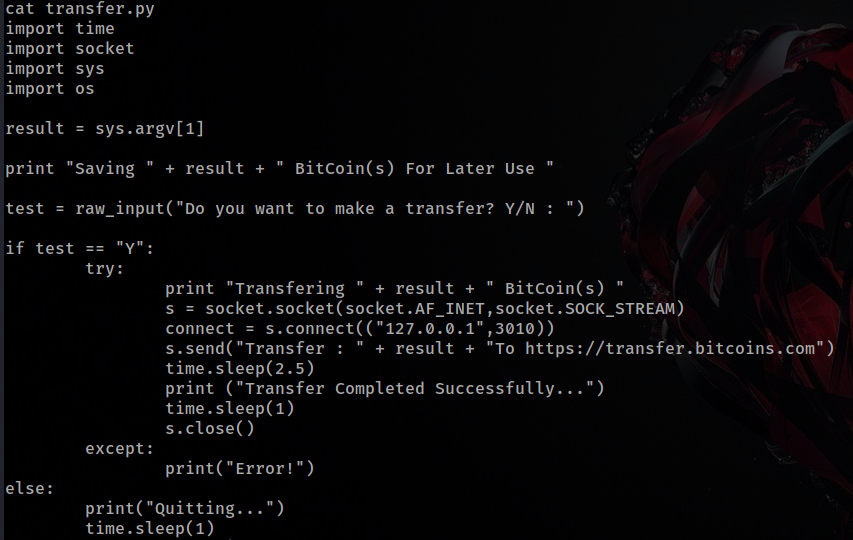 cat transfer.py
import time
import socket
import sys
import os
result = sys.argv[1]
print "Saving " + result + " BitCoin(s) For Later Use "
test = raw_input("Do you want to make a transfer? Y/N : ")
if test == "Y":
        try:
                print "Transfering " + result + " BitCoin(s) "
                s = socket.socket(socket.AF_INET,socket.SOCK_STREAM)
                connect = s.connect(("127.0.0.1",3010))
                s.send("Transfer : " + result + "To https://transfer.bitcoins.com")
                time.sleep(2.5)
                print ("Transfer Completed Successfully...")
                time.sleep(1)
                s.close()
        except:
                print("Error!")
else:
        print("Quitting...")
        time.sleep(1)